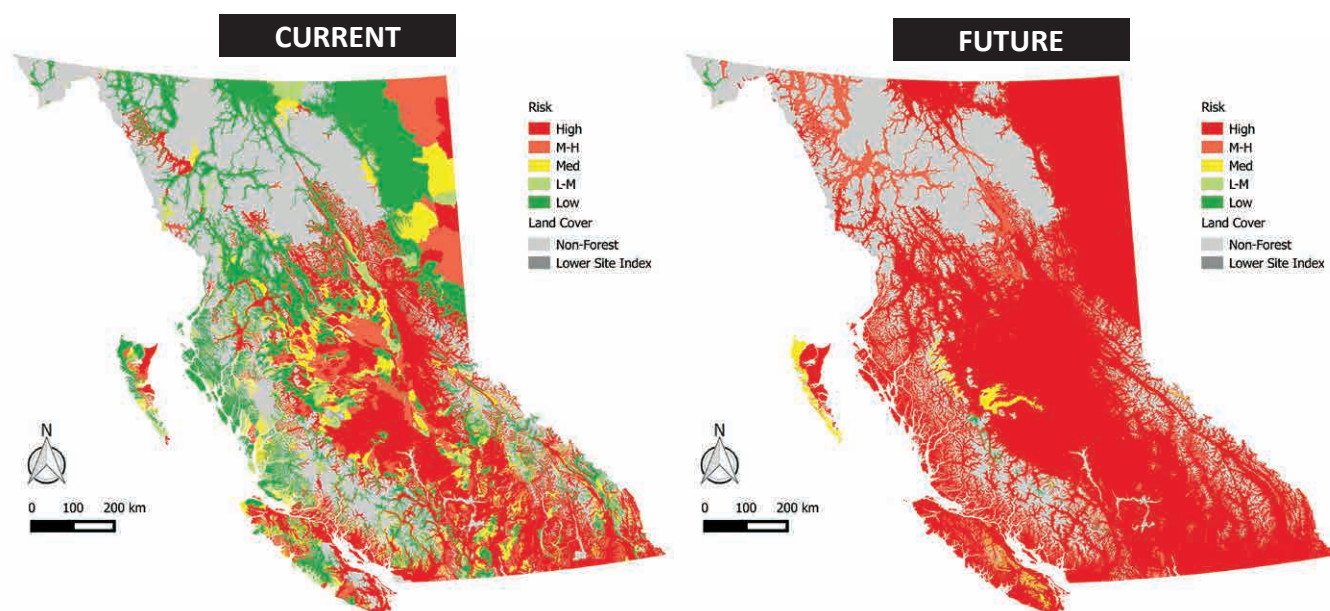 CURRENT
Risk
High
M-H
Med
L-M
Low
Land Cover
Non-Forest
Lower Site Index
N
0 100 200 km
FUTURE
Risk
High
M-H
Med
L-M
Low
Land Cover
Non-Forest
Lower Site Index
N
0 100 200 km